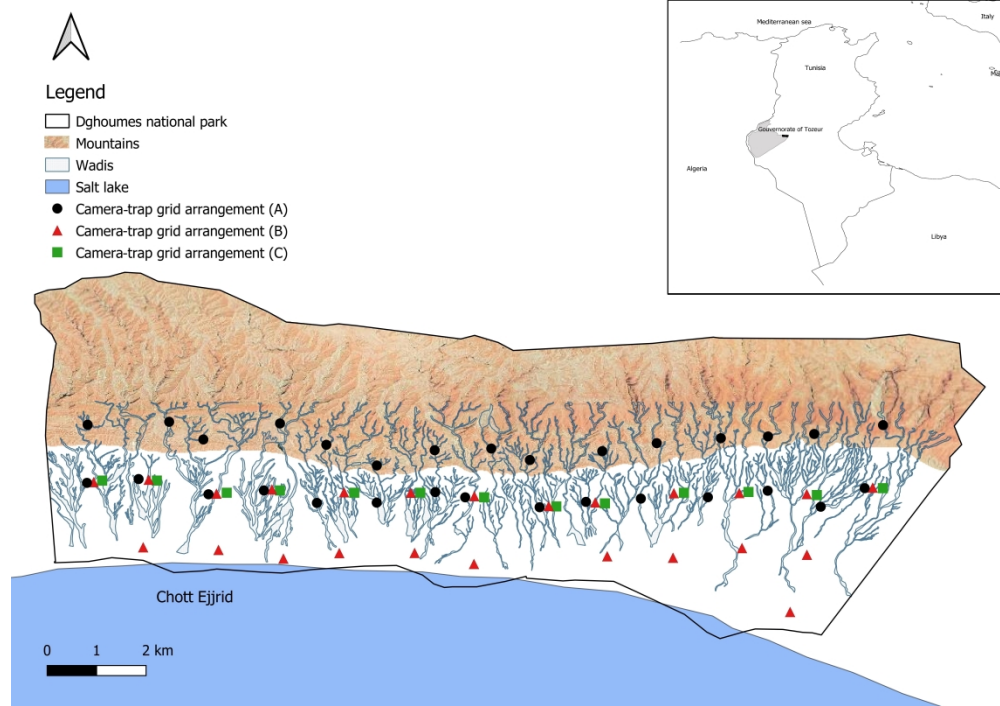 Legend
Dghoumes national park
Mountains
Wadis
Salt lake
Camera-trap grid arrangement (A)
Camera-trap grid arrangement (B)
Camera-trap grid arrangement (C)
Mediterranean sea
Italy
Tunisia
Ma
Gouvernorate of Tozeur
Algeria
Libya
Chott Ejjrid
0 1 2 km